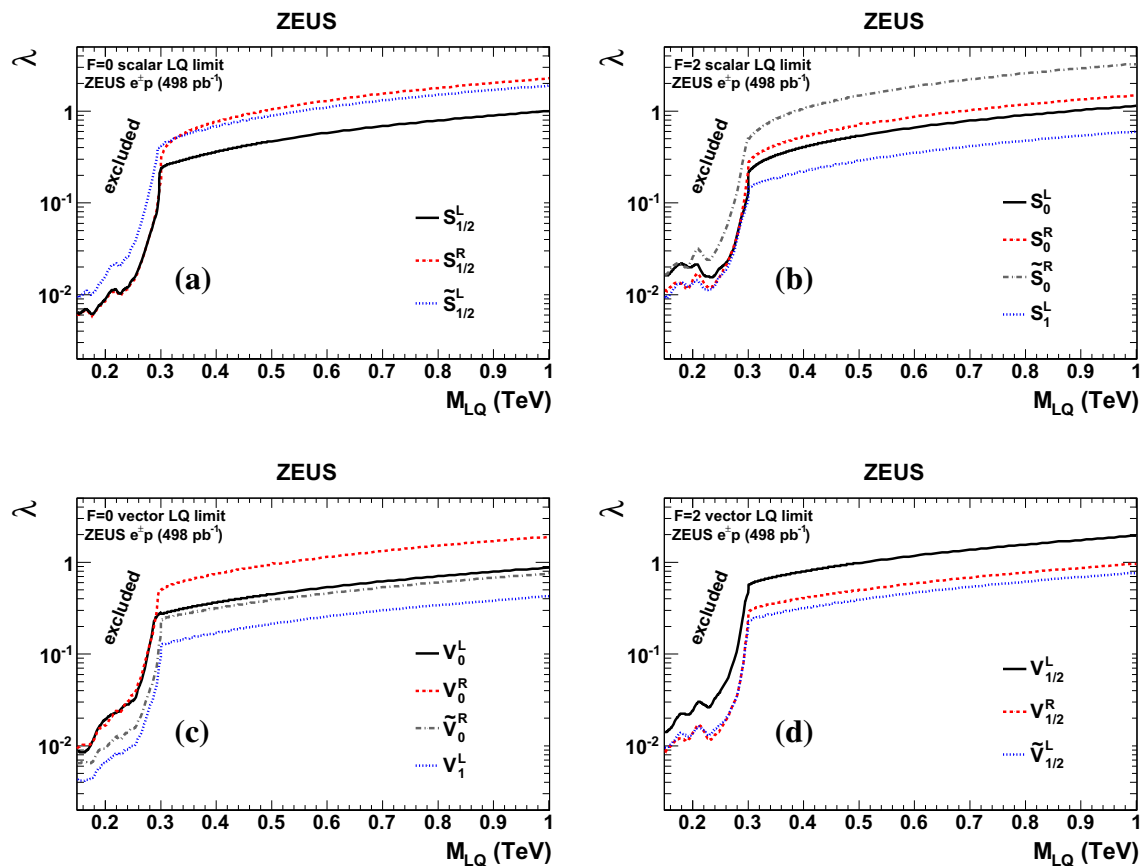 ZEUS
λ
F=0 scalar LQ limit
ZEUS e±p (498 pb⁻¹)
excluded
1
10⁻¹
10⁻²
S^L_1/2
S^R_1/2
S̃^L_1/2
(a)
0.2 0.3 0.4 0.5 0.6 0.7 0.8 0.9 1
M_LQ (TeV)
ZEUS
λ
F=2 scalar LQ limit
ZEUS e±p (498 pb⁻¹)
excluded
1
10⁻¹
10⁻²
S^L_0
S^R_0
S̃^R_0
S^L_1
(b)
0.2 0.3 0.4 0.5 0.6 0.7 0.8 0.9 1
M_LQ (TeV)
ZEUS
λ
F=0 vector LQ limit
ZEUS e±p (498 pb⁻¹)
excluded
1
10⁻¹
10⁻²
V^L_0
V^R_0
Ṽ^R_0
V^L_1
(c)
0.2 0.3 0.4 0.5 0.6 0.7 0.8 0.9 1
M_LQ (TeV)
ZEUS
λ
F=2 vector LQ limit
ZEUS e±p (498 pb⁻¹)
excluded
1
10⁻¹
10⁻²
V^L_1/2
V^R_1/2
Ṽ^L_1/2
(d)
0.2 0.3 0.4 0.5 0.6 0.7 0.8 0.9 1
M_LQ (TeV)